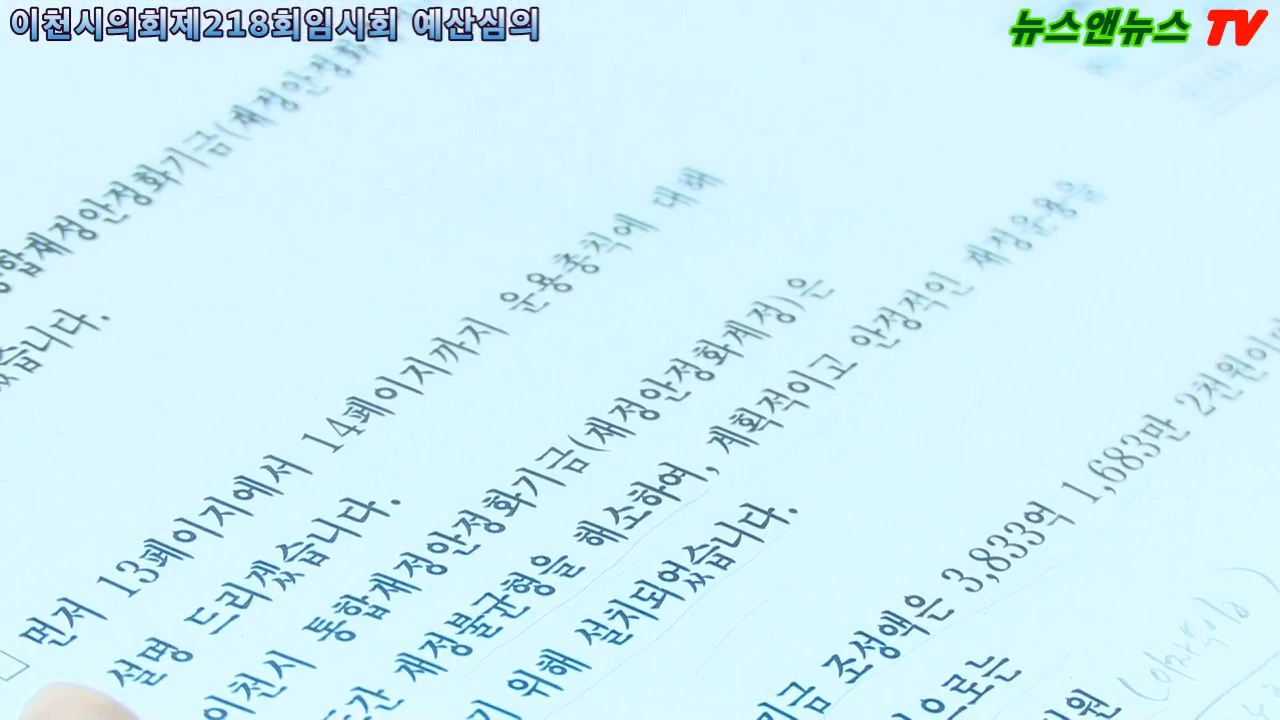 이천시의회제218회임시회 예산심의
뉴스앤뉴스 TV
통합재정안정화기금(재정안정화
습니다.
먼저 13페이지에서 14페이지까지 운용총칙에 대해
설명 드리겠습니다.
이천시 통합재정안정화기금(재정안정화계정)은
재정불균형을 해소하여, 계획적이고 안정적인 재정운용을
위해 설치되었습니다.
기금 조성액은 3,833억 1,683만 2천원이
으로는